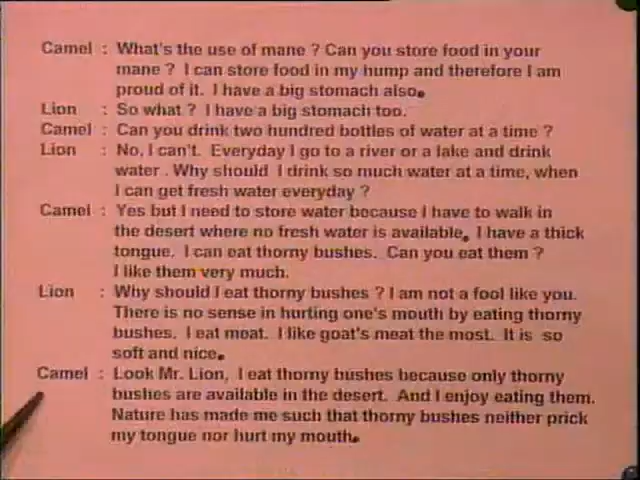 Camel : What's the use of mane ? Can you store food in your
mane ? I can store food in my hump and therefore I am
proud of it. I have a big stomach also.
Lion : So what ? I have a big stomach too.
Camel : Can you drink two hundred bottles of water at a time ?
Lion : No, I can't. Everyday I go to a river or a lake and drink
water . Why should I drink so much water at a time, when
I can get fresh water everyday ?
Camel : Yes but I need to store water because I have to walk in
the desert where no fresh water is available. I have a thick
tongue. I can eat thorny bushes. Can you eat them ?
I like them very much.
Lion : Why should I eat thorny bushes ? I am not a fool like you.
There is no sense in hurting one's mouth by eating thorny
bushes. I eat meat. I like goat's meat the most. It is so
soft and nice.
Camel : Look Mr. Lion, I eat thorny bushes because only thorny
bushes are available in the desert. And I enjoy eating them.
Nature has made me such that thorny bushes neither prick
my tongue nor hurt my mouth.